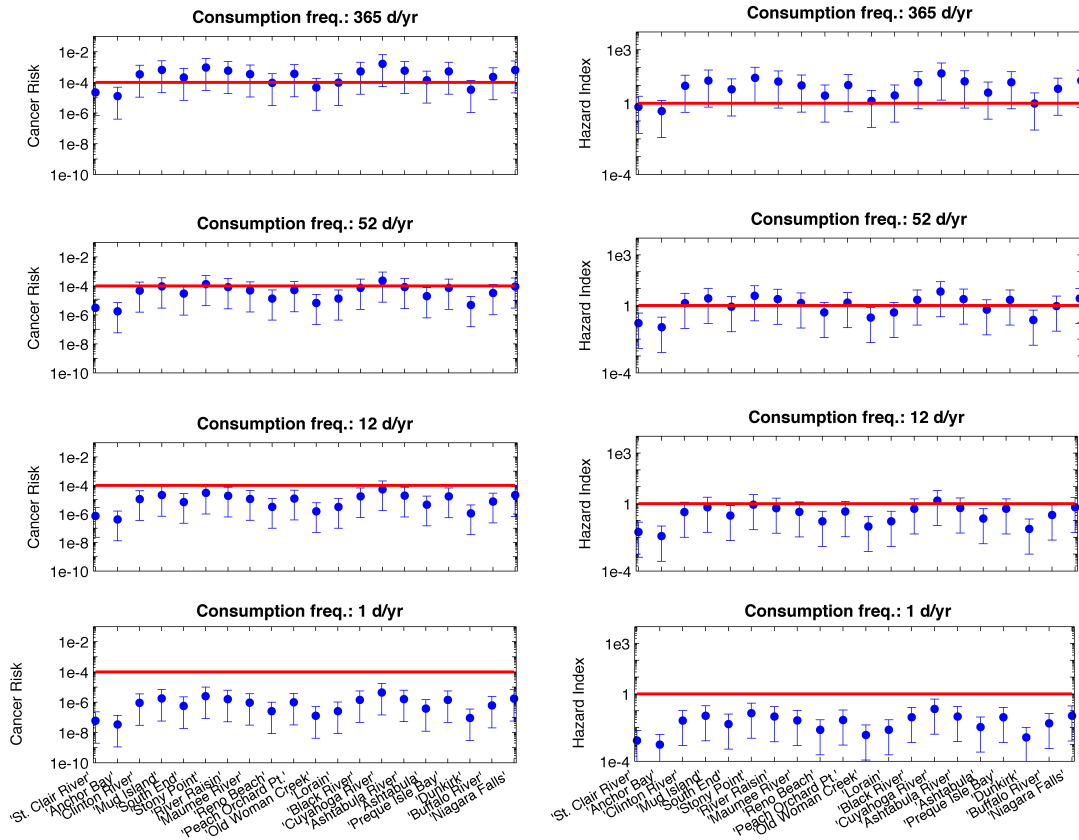 Consumption freq.: 365 d/yr
Cancer Risk
1e-2
1e-4
1e-6
1e-8
1e-10
Consumption freq.: 365 d/yr
Hazard Index
1e3
1
1e-4
Consumption freq.: 52 d/yr
Cancer Risk
1e-2
1e-4
1e-6
1e-8
1e-10
Consumption freq.: 52 d/yr
Hazard Index
1e3
1
1e-4
Consumption freq.: 12 d/yr
Cancer Risk
1e-2
1e-4
1e-6
1e-8
1e-10
Consumption freq.: 12 d/yr
Hazard Index
1e3
1
1e-4
Consumption freq.: 1 d/yr
Cancer Risk
1e-2
1e-4
1e-6
1e-8
1e-10
'St. Clair River'
'Anchor Bay'
'Clinton River'
'Mud Island'
'South End'
'Stony Point'
'River Raisin'
'Maumee River'
'Reno Beach'
'Peach Orchard Pt.'
'Old Woman Creek'
'Lorain'
'Black River'
'Cuyahoga River'
'Ashtabula River'
'Ashtabula'
'Preque Isle Bay'
'Dunkirk'
'Buffalo River'
'Niagara Falls'
Consumption freq.: 1 d/yr
Hazard Index
1e3
1
1e-4
'St. Clair River'
'Anchor Bay'
'Clinton River'
'Mud Island'
'South End'
'Stony Point'
'River Raisin'
'Maumee River'
'Reno Beach'
'Peach Orchard Pt.'
'Old Woman Creek'
'Lorain'
'Black River'
'Cuyahoga River'
'Ashtabula River'
'Ashtabula'
'Preque Isle Bay'
'Dunkirk'
'Buffalo River'
'Niagara Falls'